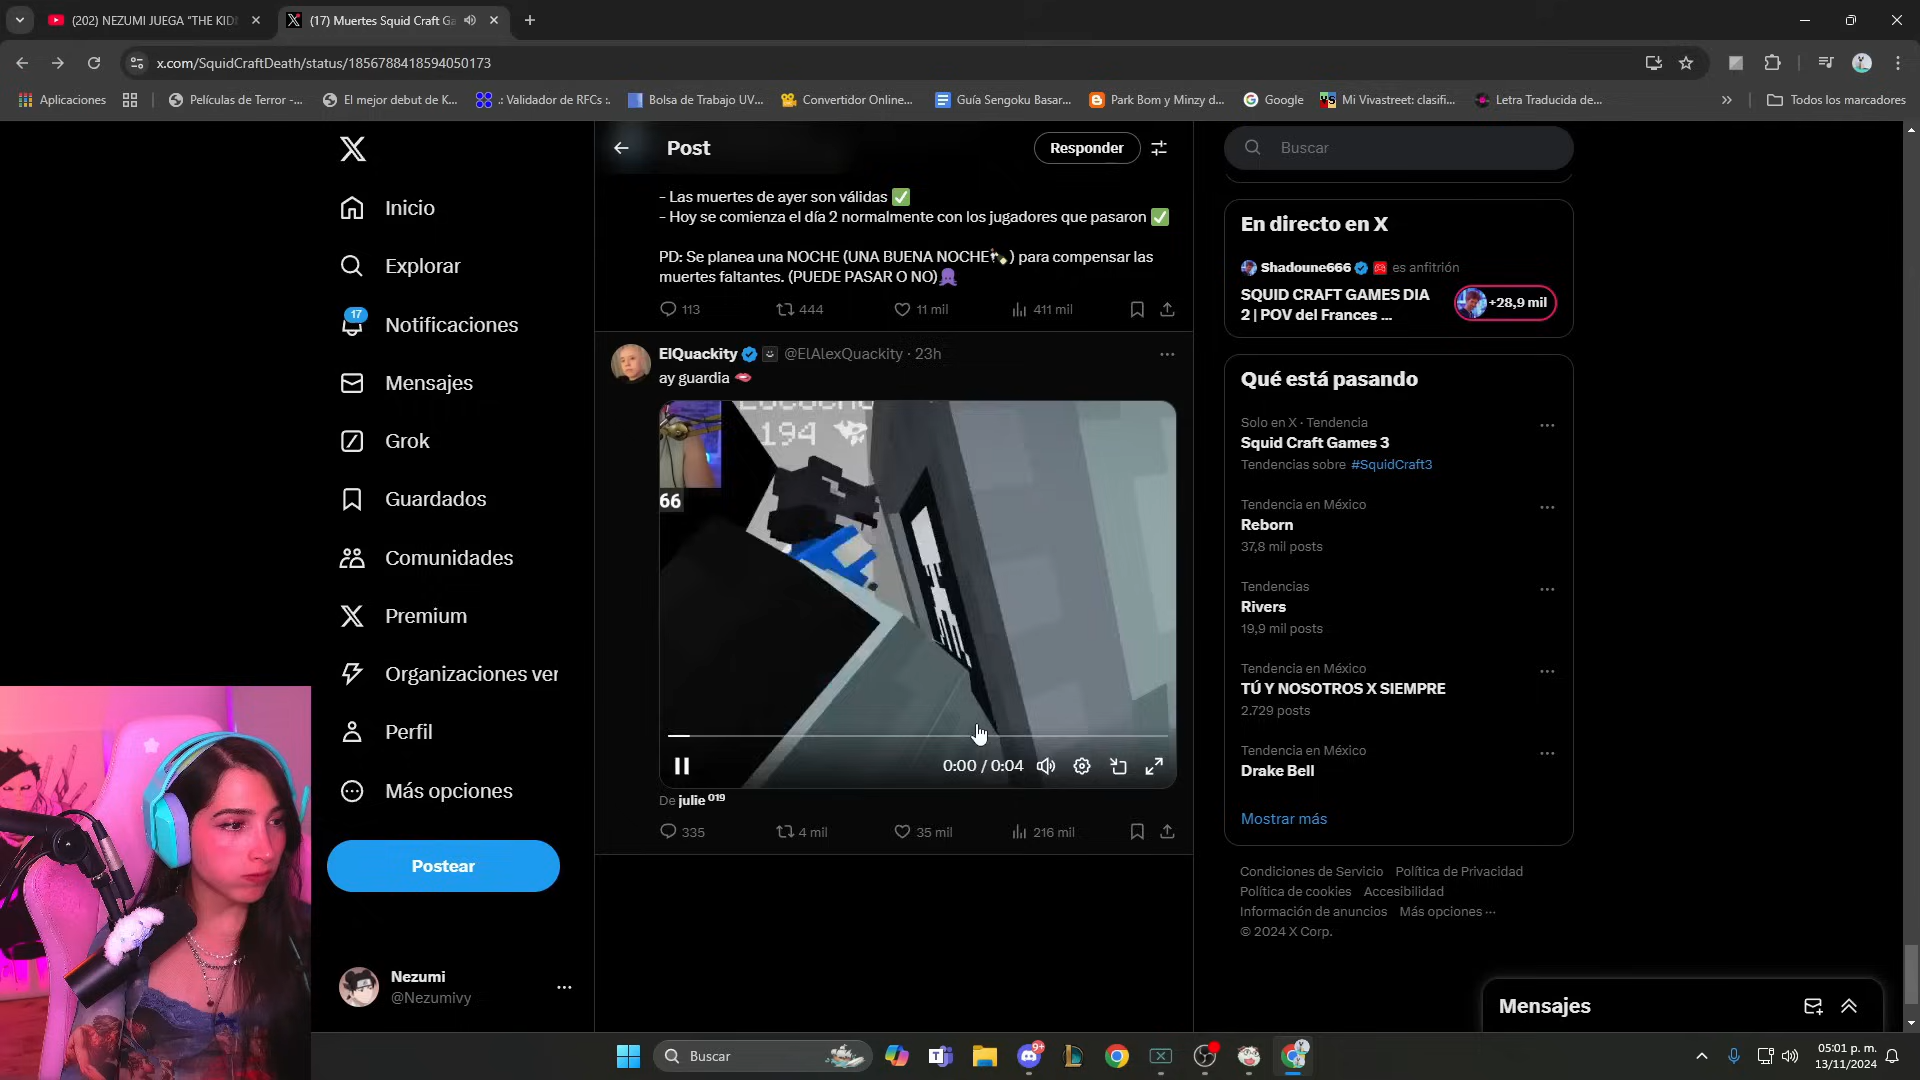 (202) NEZUMI JUEGA "THE KID
(17) Muertes Squid Craft Ga
x.com/SquidCraftDeath/status/1856788418594050173
Aplicaciones
Películas de Terror -...
El mejor debut de K...
.: Validador de RFCs :.
Bolsa de Trabajo UV...
Convertidor Online...
Guía Sengoku Basar...
Park Bom y Minzy d...
Google
Mi Vivastreet: clasifi...
Letra Traducida de...
Todos los marcadores
Inicio
Explorar
17
Notificaciones
Mensajes
Grok
Guardados
Comunidades
Premium
Organizaciones ver
Perfil
Más opciones
Postear
Nezumi
@Nezumivy
Post
Responder
- Las muertes de ayer son válidas ✅
- Hoy se comienza el día 2 normalmente con los jugadores que pasaron ✅
PD: Se planea una NOCHE (UNA BUENA NOCHE🍾) para compensar las
muertes faltantes. (PUEDE PASAR O NO)🐙
113 444 11 mil 411 mil
ElQuackity @ElAlexQuackity · 23h
ay guardia 🫦
194
66
0:00 / 0:04
De julie ⁰¹⁹
335 4 mil 35 mil 216 mil
Buscar
En directo en X
Shadoune666 es anfitrión
SQUID CRAFT GAMES DIA
2 | POV del Frances ...
+28,9 mil
Qué está pasando
Solo en X · Tendencia
Squid Craft Games 3
Tendencias sobre #SquidCraft3
Tendencia en México
Reborn
37,8 mil posts
Tendencias
Rivers
19,9 mil posts
Tendencia en México
TÚ Y NOSOTROS X SIEMPRE
2.729 posts
Tendencia en México
Drake Bell
Mostrar más
Condiciones de Servicio Política de Privacidad
Política de cookies Accesibilidad
Información de anuncios Más opciones ···
© 2024 X Corp.
Mensajes
Buscar
9+
05:01 p. m.
13/11/2024